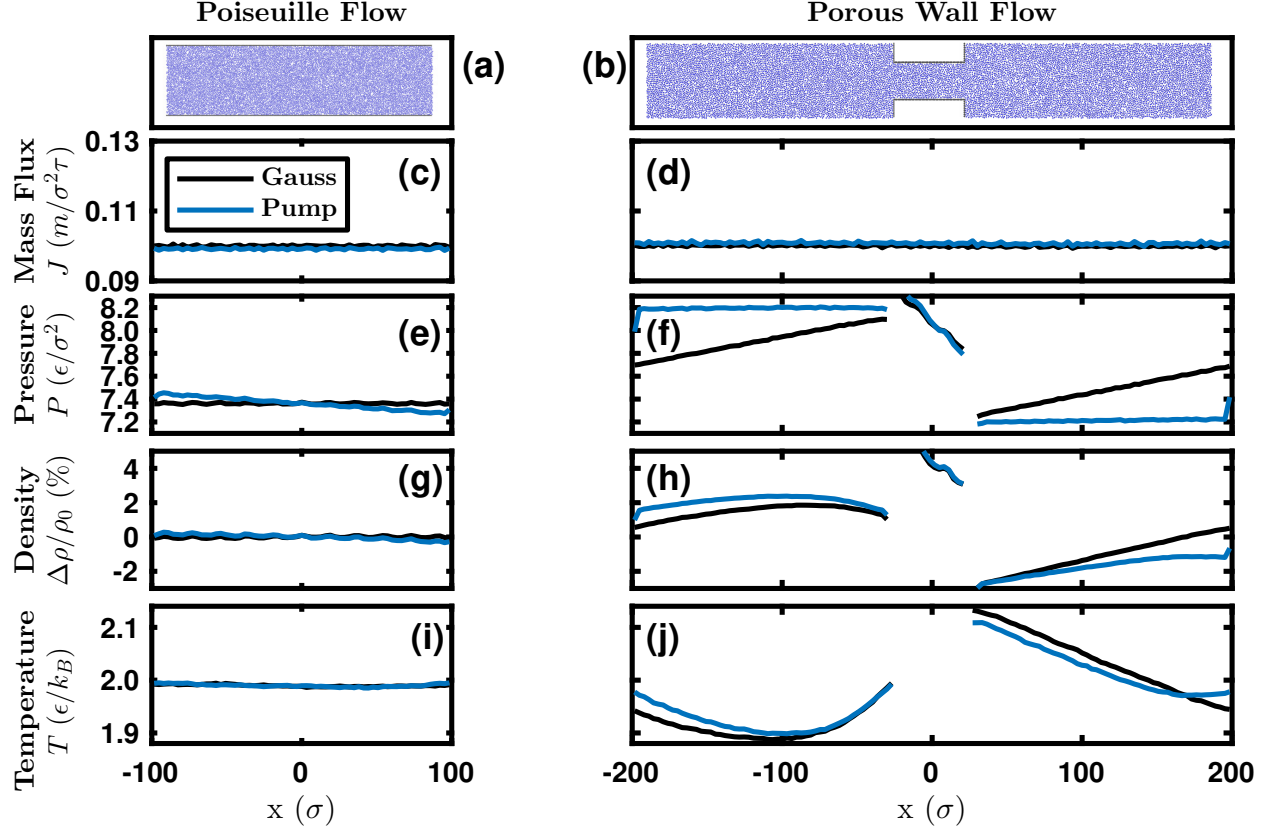 Poiseuille Flow
Porous Wall Flow
(a)
(b)
Mass Flux
J (m/σ²τ)
0.13
0.11
0.09
Gauss
Pump
(c)
(d)
Pressure
P (ϵ/σ²)
8.2
8.0
7.8
7.6
7.4
7.2
(e)
(f)
Density
Δρ/ρ₀ (%)
4
2
0
-2
(g)
(h)
Temperature
T (ϵ/k_B)
2.1
2.0
1.9
(i)
(j)
-100 0 100
-200 -100 0 100 200
x (σ)
x (σ)